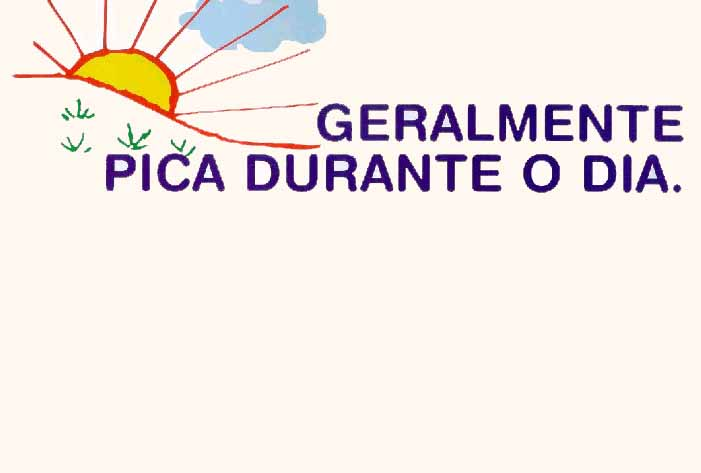 GERALMENTE
PICA DURANTE O DIA.